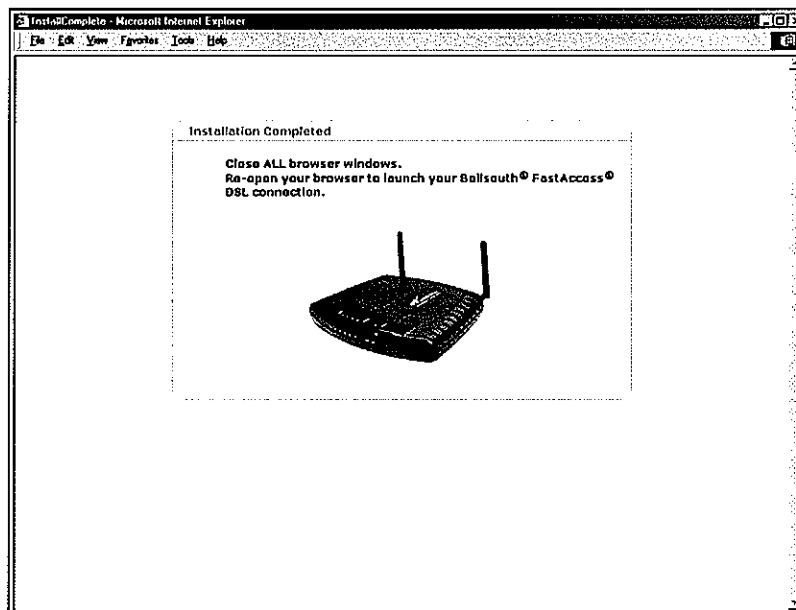 InstallComplete - Microsoft Internet Explorer
File Edit View Favorites Tools Help
Installation Completed
Close ALL browser windows.
Re-open your browser to launch your Bellsouth® FastAccess®
DSL connection.